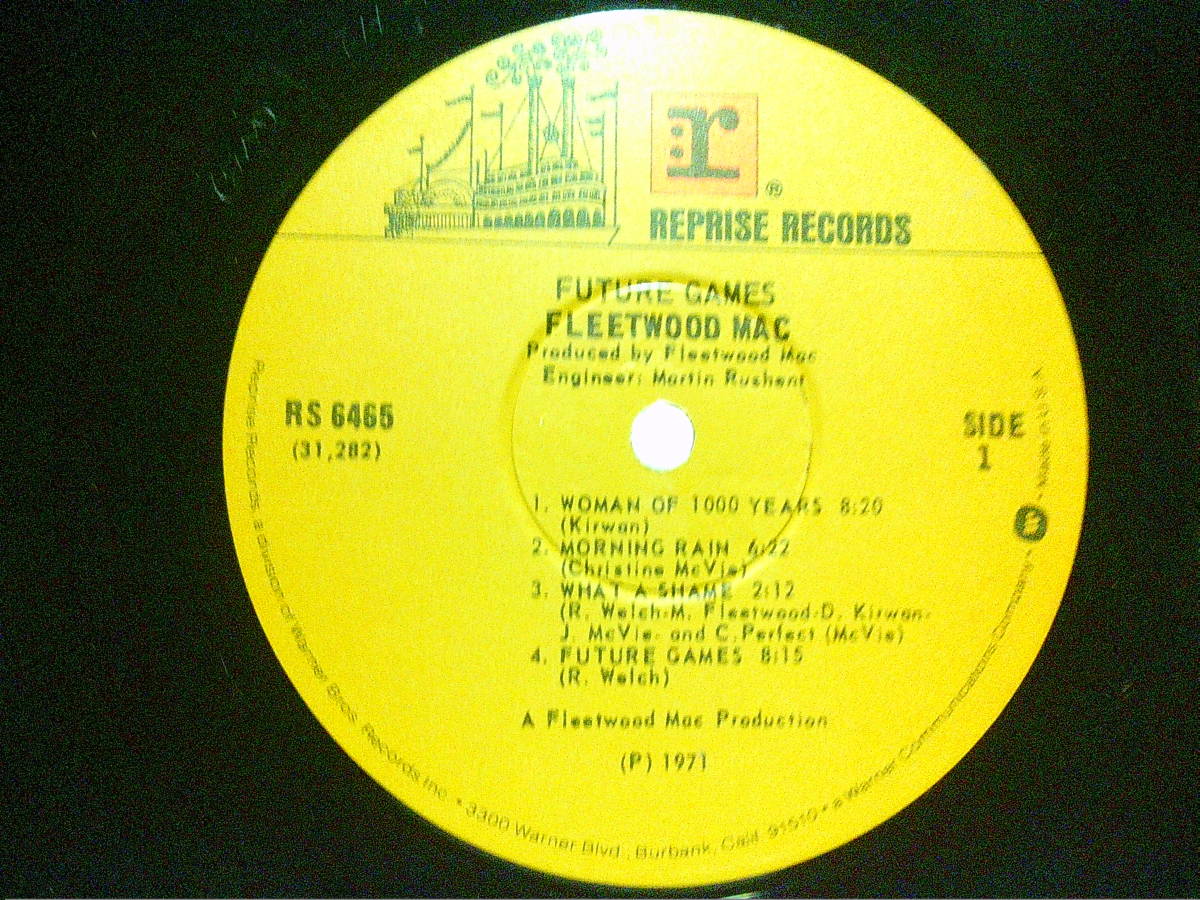 r
®
REPRISE RECORDS
FUTURE GAMES
FLEETWOOD MAC
Produced by Fleetwood Mac
Engineer: Martin Rushent
RS 6465
(31,282)
SIDE
1
1. WOMAN OF 1000 YEARS 8:20
(Kirwan)
2. MORNING RAIN 6:22
(Christine McVie)
3. WHAT A SHAME 2:12
(R. Welch-M. Fleetwood-D. Kirwan-
J. McVie- and C.Perfect (McVie)
4. FUTURE GAMES 8:15
(R. Welch)
A Fleetwood Mac Production
(P) 1971
Reprise Records, a division of Warner Bros. Records Inc. • 3300 Warner Blvd., Burbank, Calif. 91510 • a Warner Communications Company • Made in U.S.A.